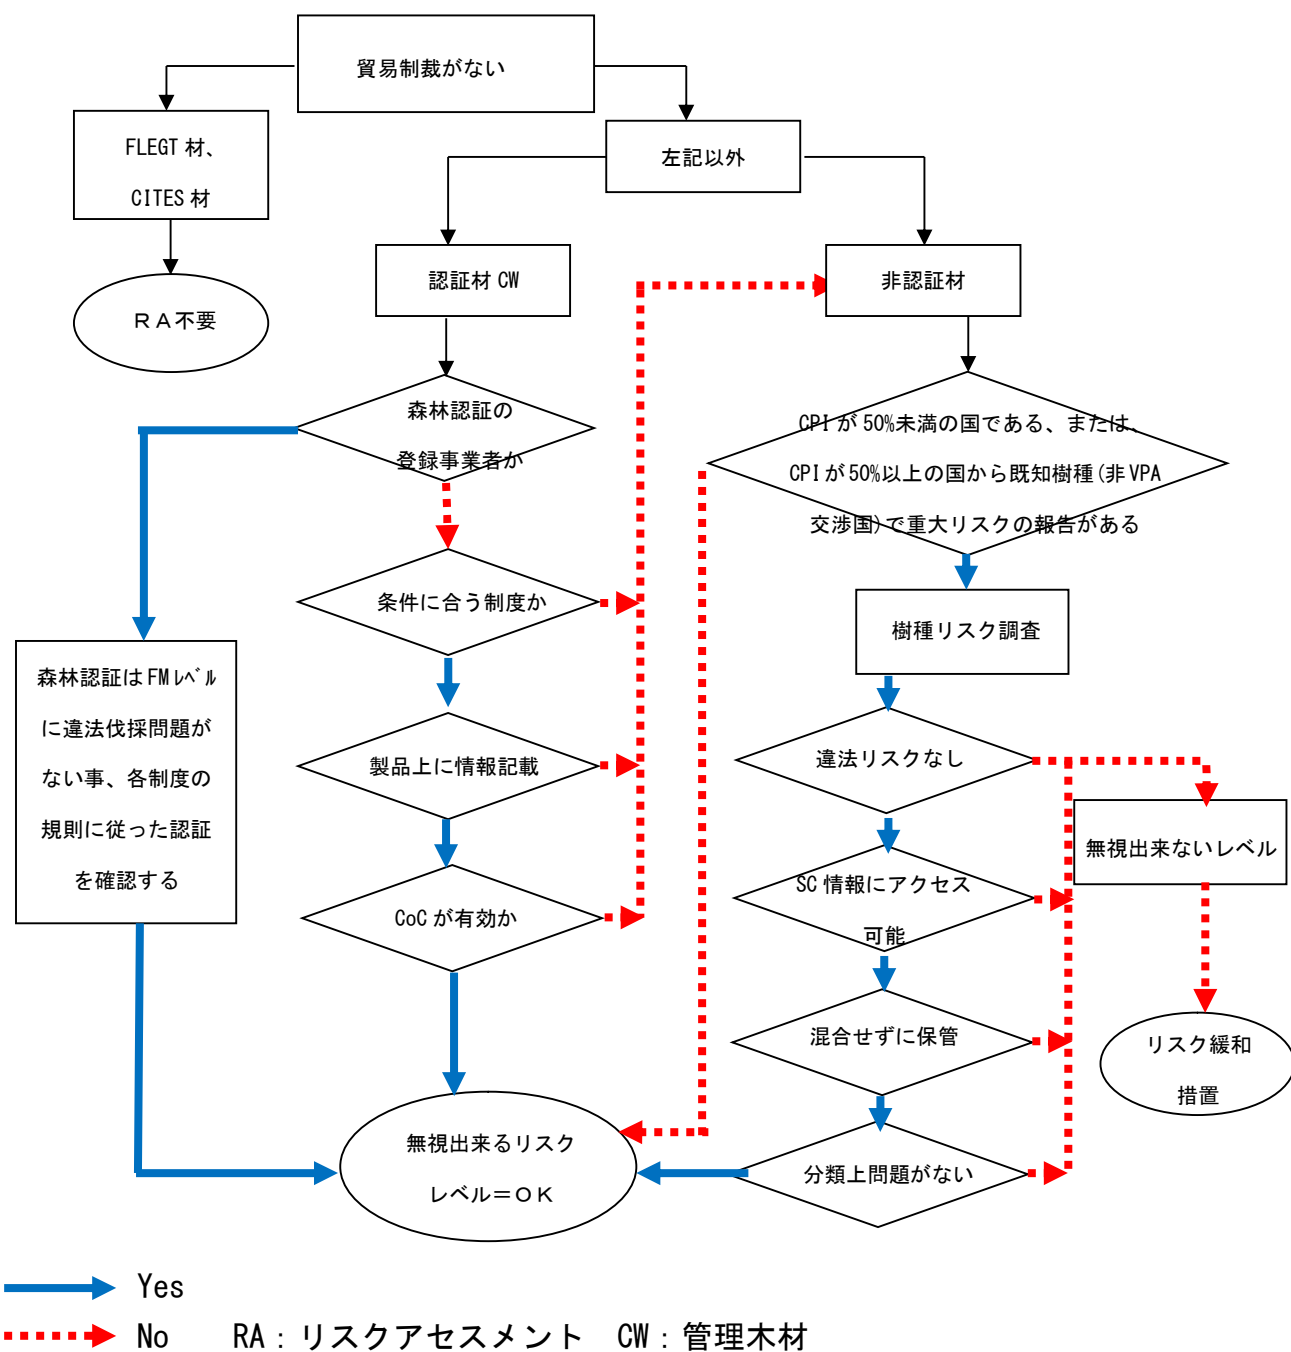 貿易制裁がない
FLEGT 材、
CITES 材
左記以外
RA不要
認証材 CW
非認証材
森林認証の
登録事業者か
CPI が 50%未満の国である、または、
CPI が 50%以上の国から既知樹種(非 VPA
交渉国)で重大リスクの報告がある
条件に合う制度か
樹種リスク調査
森林認証は FM ﾚﾍﾞﾙ
に違法伐採問題が
ない事、各制度の
規則に従った認証
を確認する
製品上に情報記載
違法リスクなし
無視出来ないレベル
CoC が有効か
SC 情報にアクセス
可能
混合せずに保管
リスク緩和
措置
無視出来るリスク
レベル=OK
分類上問題がない
Yes
No RA:リスクアセスメント CW:管理木材